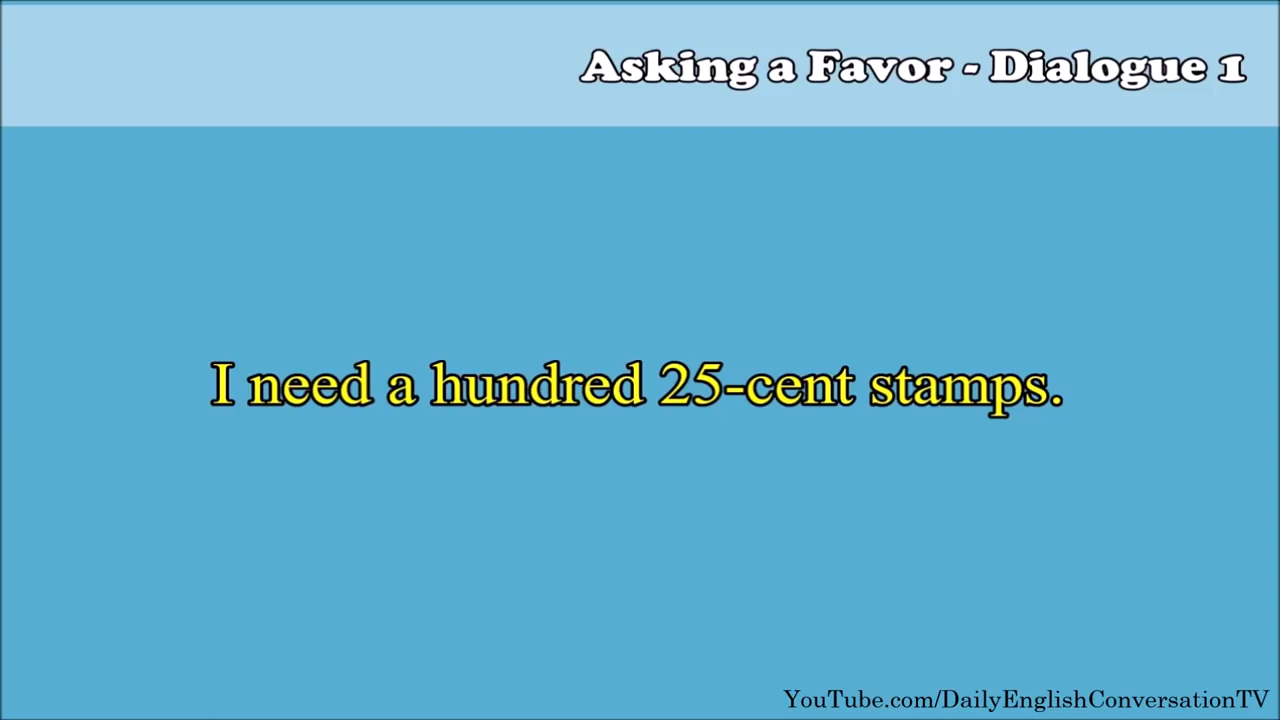 Asking a Favor - Dialogue 1
I need a hundred 25-cent stamps.
YouTube.com/DailyEnglishConversationTV